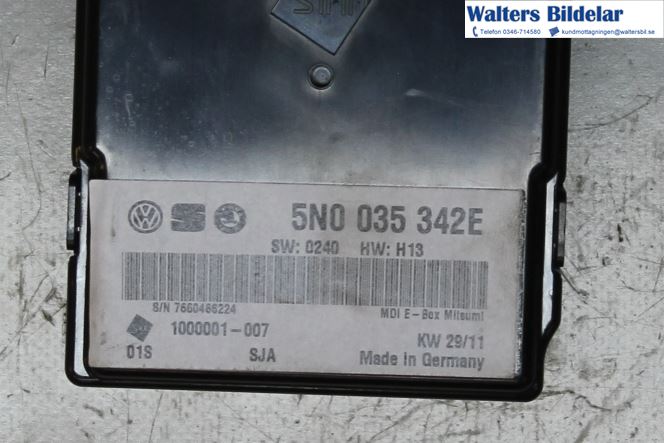 Walters Bildelar
Telefon 0346-714580 kundmottagningen@waltersbil.se
5N0 035 342E
SW: 0240 HW: H13
S/N 7660466224
MDI E-Box Mitsumi
1000001-007
KW 29/11
01S SJA
Made in Germany